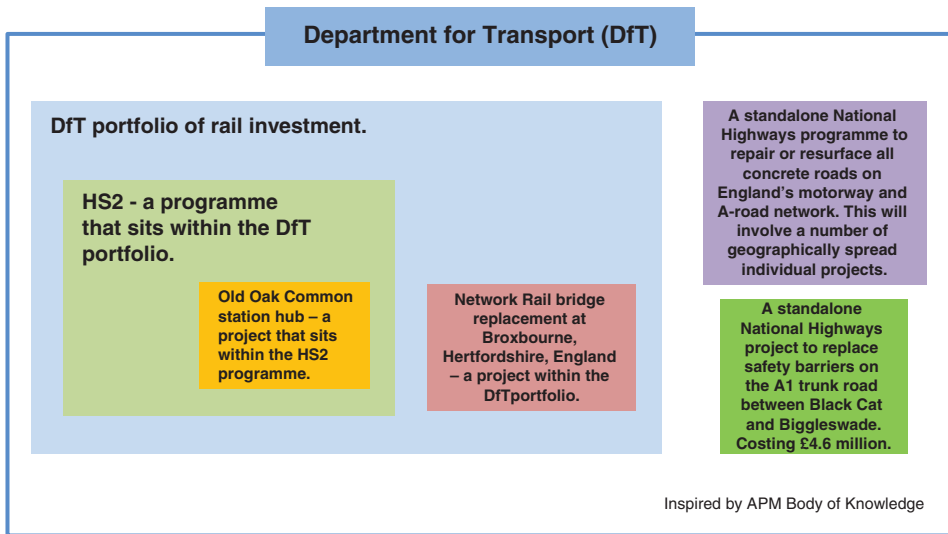 Department for Transport (DfT)
DfT portfolio of rail investment.
HS2 - a programme
that sits within the DfT
portfolio.
Old Oak Common
station hub – a
project that sits
within the HS2
programme.
Network Rail bridge
replacement at
Broxbourne,
Hertfordshire, England
– a project within the
DfTportfolio.
A standalone National
Highways programme to
repair or resurface all
concrete roads on
England's motorway and
A-road network. This will
involve a number of
geographically spread
individual projects.
A standalone
National Highways
project to replace
safety barriers on
the A1 trunk road
between Black Cat
and Biggleswade.
Costing £4.6 million.
Inspired by APM Body of Knowledge